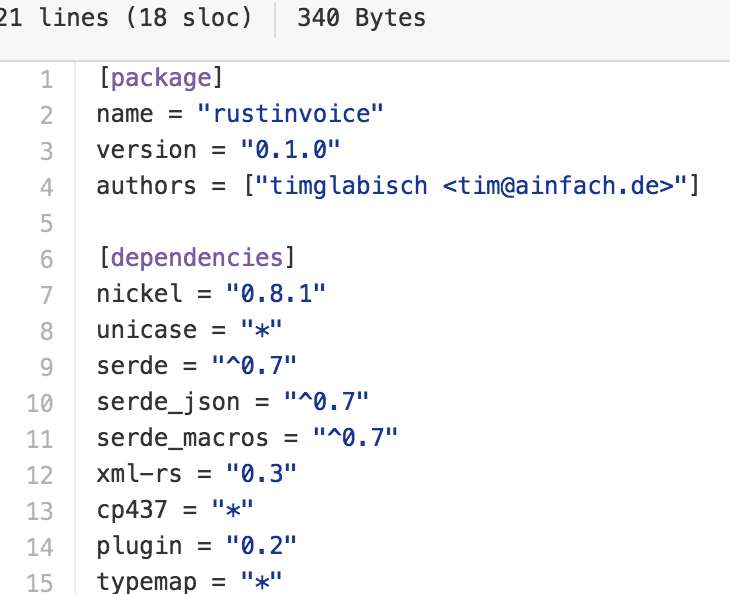 21 lines (18 sloc) 340 Bytes
1 [package]
2 name = "rustinvoice"
3 version = "0.1.0"
4 authors = ["timglabisch <tim@ainfach.de>"]
5
6 [dependencies]
7 nickel = "0.8.1"
8 unicase = "*"
9 serde = "^0.7"
10 serde_json = "^0.7"
11 serde_macros = "^0.7"
12 xml-rs = "0.3"
13 cp437 = "*"
14 plugin = "0.2"
15 typemap = "*"